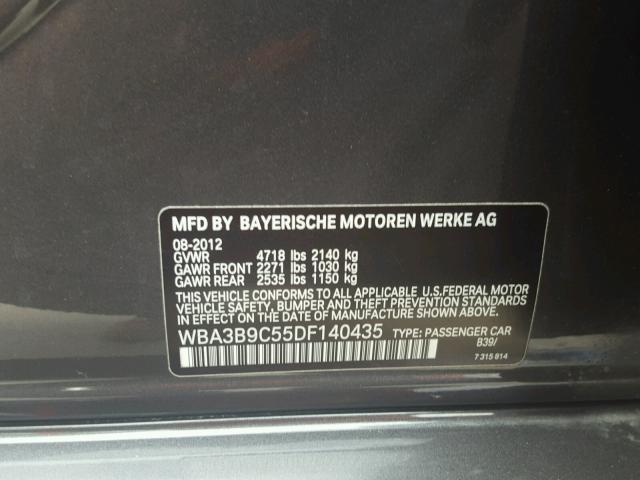 MFD BY BAYERISCHE MOTOREN WERKE AG
08-2012
GVWR 4718 lbs 2140 kg
GAWR FRONT 2271 lbs 1030 kg
GAWR REAR 2535 lbs 1150 kg
THIS VEHICLE CONFORMS TO ALL APPLICABLE U.S.FEDERAL MOTOR
VEHICLE SAFETY, BUMPER AND THEFT PREVENTION STANDARDS
IN EFFECT ON THE DATE OF MANUFACTURE SHOWN ABOVE.
WBA3B9C55DF140435 TYPE: PASSENGER CAR
B39/
7 315 814